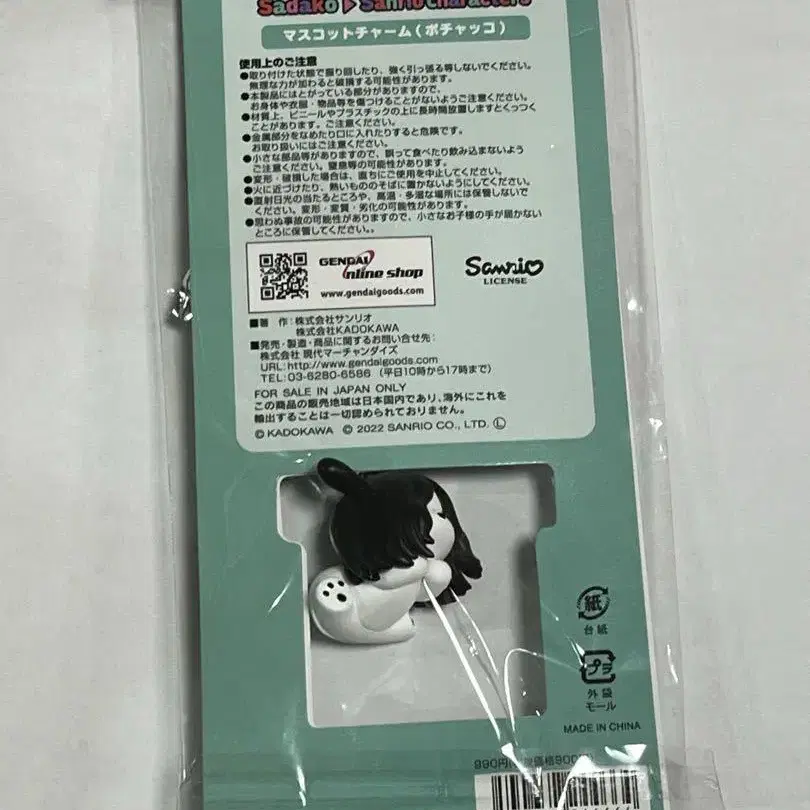 Sadako▶Sanrio characters
マスコットチャーム（ポチャッコ）
使用上のご注意
●取り付けた状態で振り回したり、強く引っ張る等しないでください。
無理な力が加わると破損する可能性があります。
●本製品にはとがっている部分がありますので、
お身体や衣服・物品等を傷つけることがないようご注意ください。
●材質上、ビニールやプラスチックの上に長時間放置しますとくっつく
ことがあります。ご注意ください。
●金属部分をなめたり口に入れたりすると危険です。
お取り扱いにはご注意ください。
●小さな部品等がありますので、誤って食べたり飲み込まないよう
ご注意ください。窒息等の可能性があります。
●変形・破損した場合は、直ちにご使用を中止してください。
●火に近づけたり、熱いもののそばに置かないようにしてください。
●直射日光の当たるところや、高温・多湿な場所には保管しないで
ください。変形・変質・劣化の可能性があります。
●思わぬ事故の可能性がありますので、小さなお子様の手が届かない
ところに保管してください。
GENDAI
nline shop
www.gendaigoods.com
Sanrio
LICENSE
■著 作：株式会社サンリオ
株式会社KADOKAWA
■発売・製造・商品に関するお問い合せ先：
株式会社 現代マーチャンダイズ
URL:http://www.gendaigoods.com
TEL:03-6280-6586（平日10時から17時まで）
FOR SALE IN JAPAN ONLY
この商品の販売地域は日本国内であり、海外にこれを
輸出することは一切認められておりません。
© KADOKAWA © 2022 SANRIO CO., LTD. Ⓛ
紙
台紙
プラ
外袋
モール
MADE IN CHINA
990円
価格900